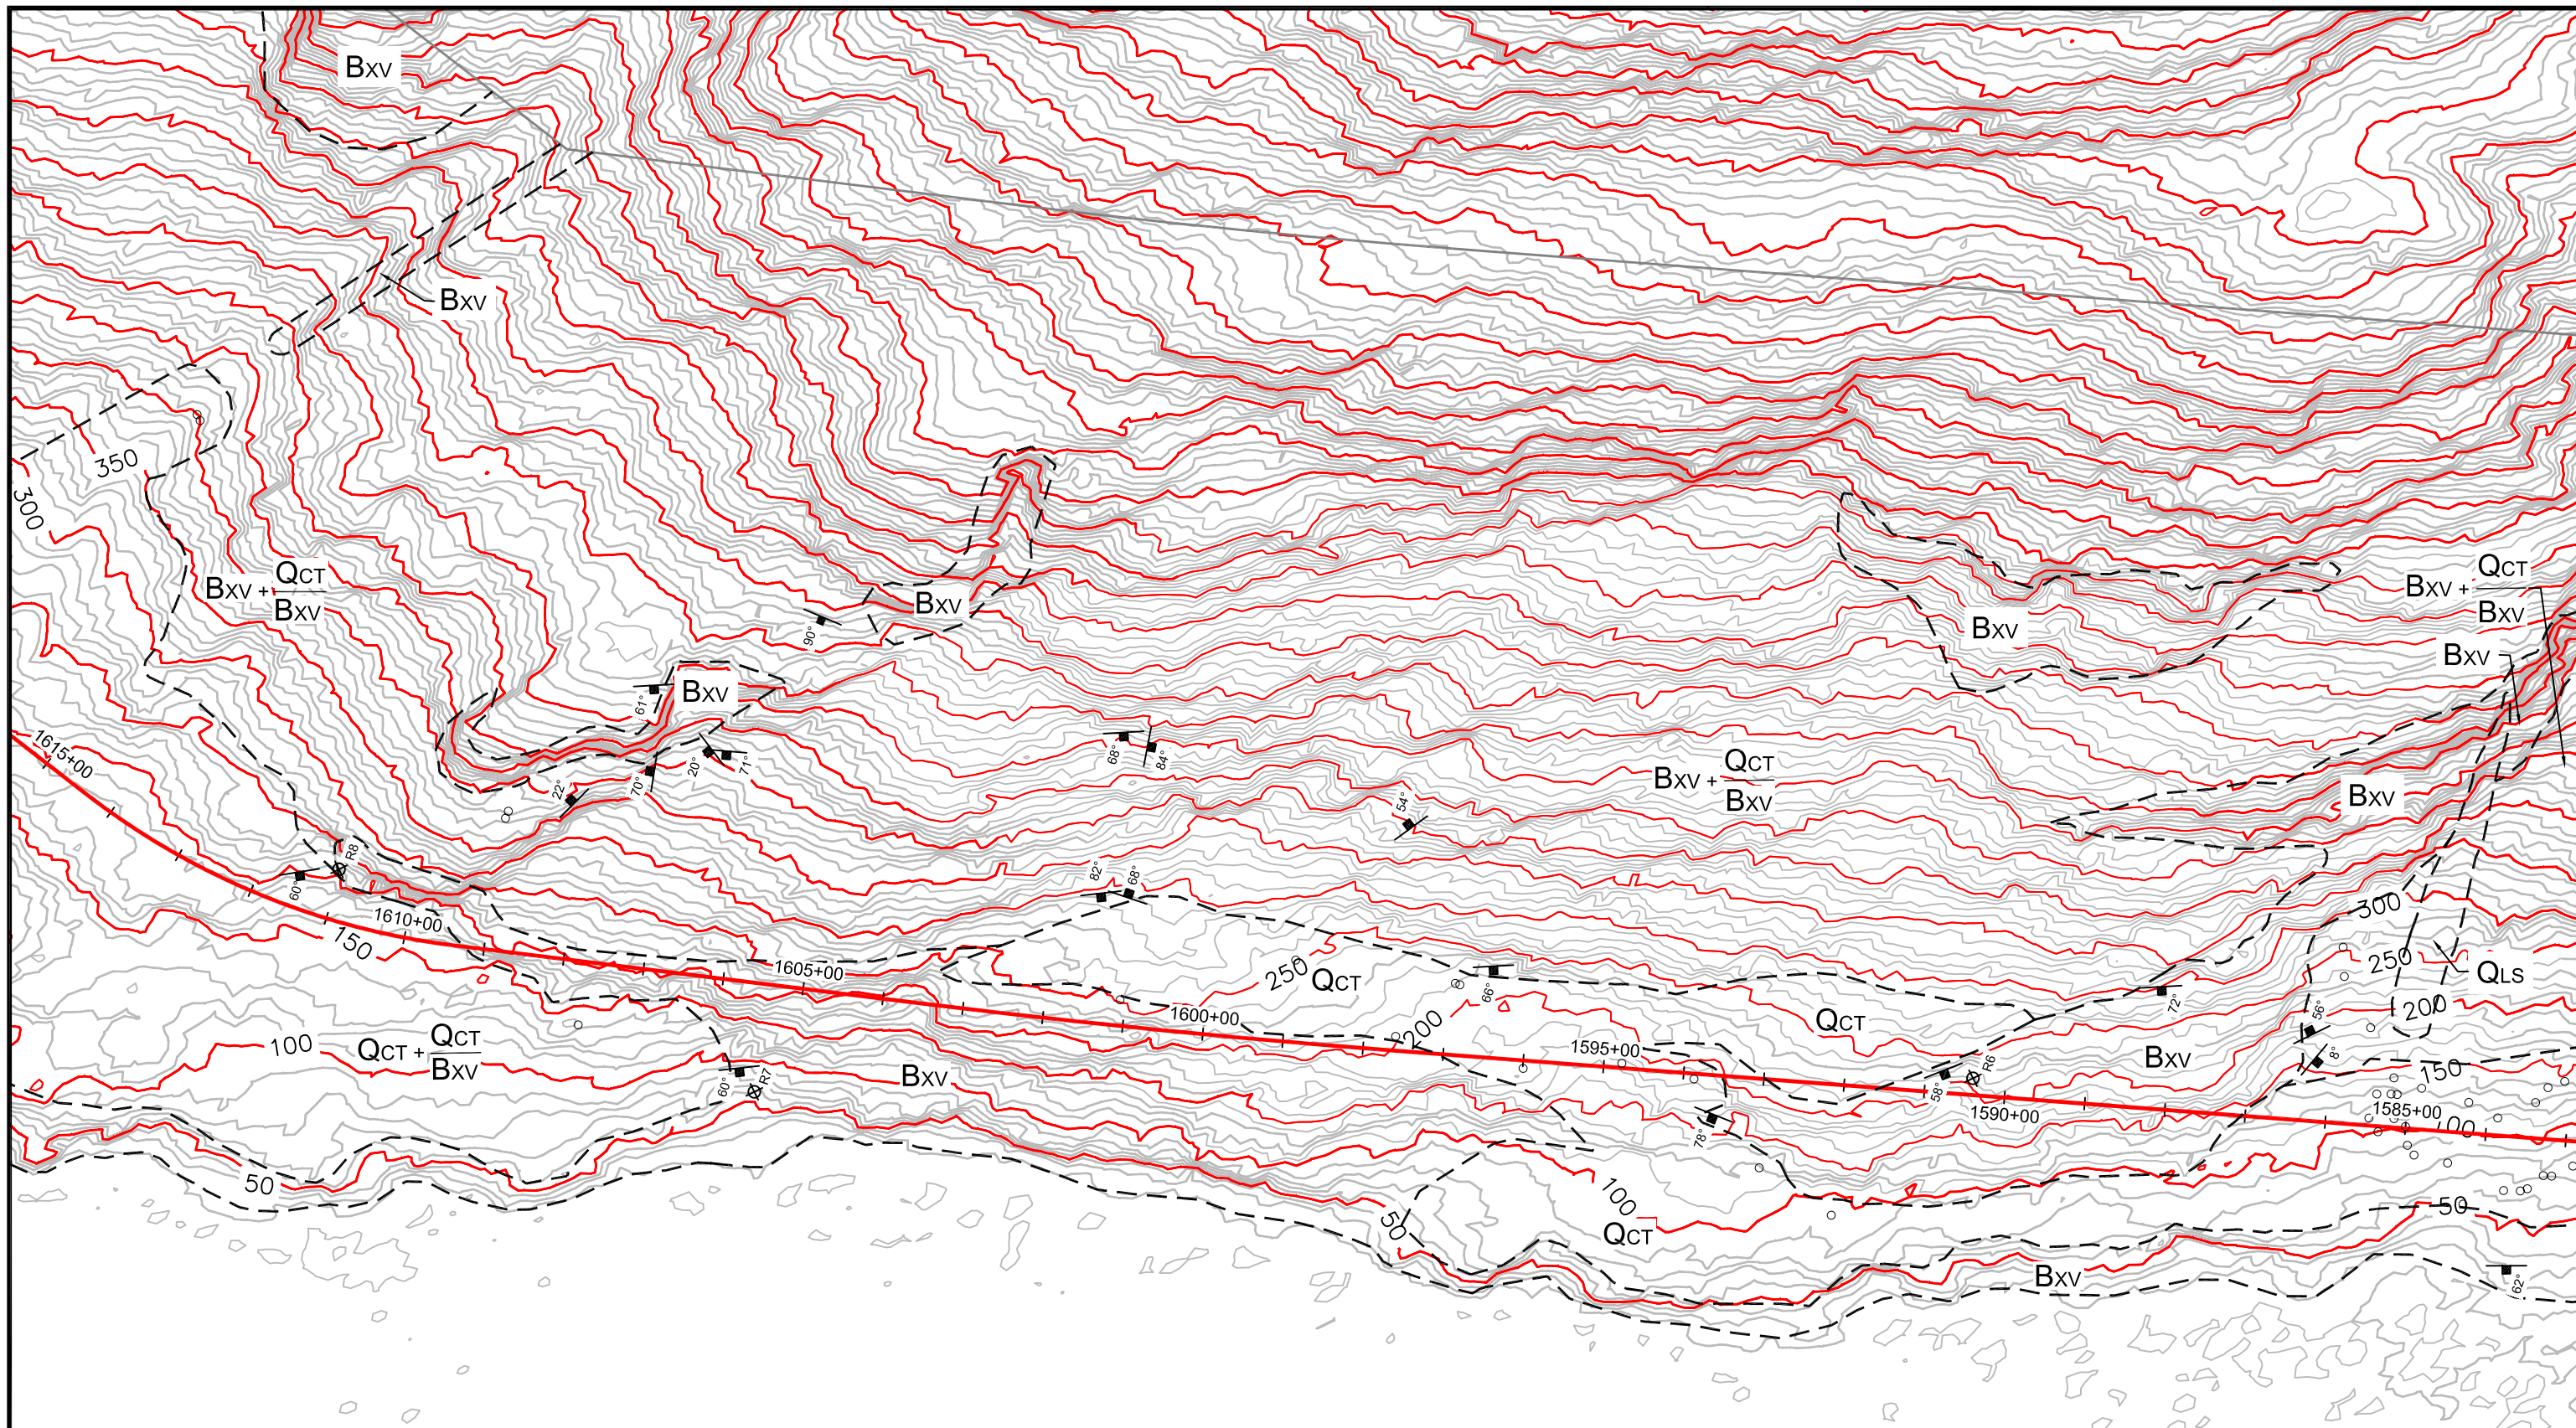 BXV
BXV
350
300
BXV + QCT
BXV
BXV
90°
BXV
61°
BXV
BXV + QCT
BXV
BXV
1615+00
20°
71°
22°
70°
68°
84°
54°
BXV + QCT
BXV
BXV
R8
60°
82°
68°
1610+00
150
1605+00
250
QCT
66°
300
250
QLS
200
72°
56°
8°
1600+00
200
QCT
BXV
100
QCT + QCT
BXV
60°
R7
BXV
1595+00
58°
R6
1590+00
150
1585+00
00
78°
50
100
50
QCT
50
BXV
62°